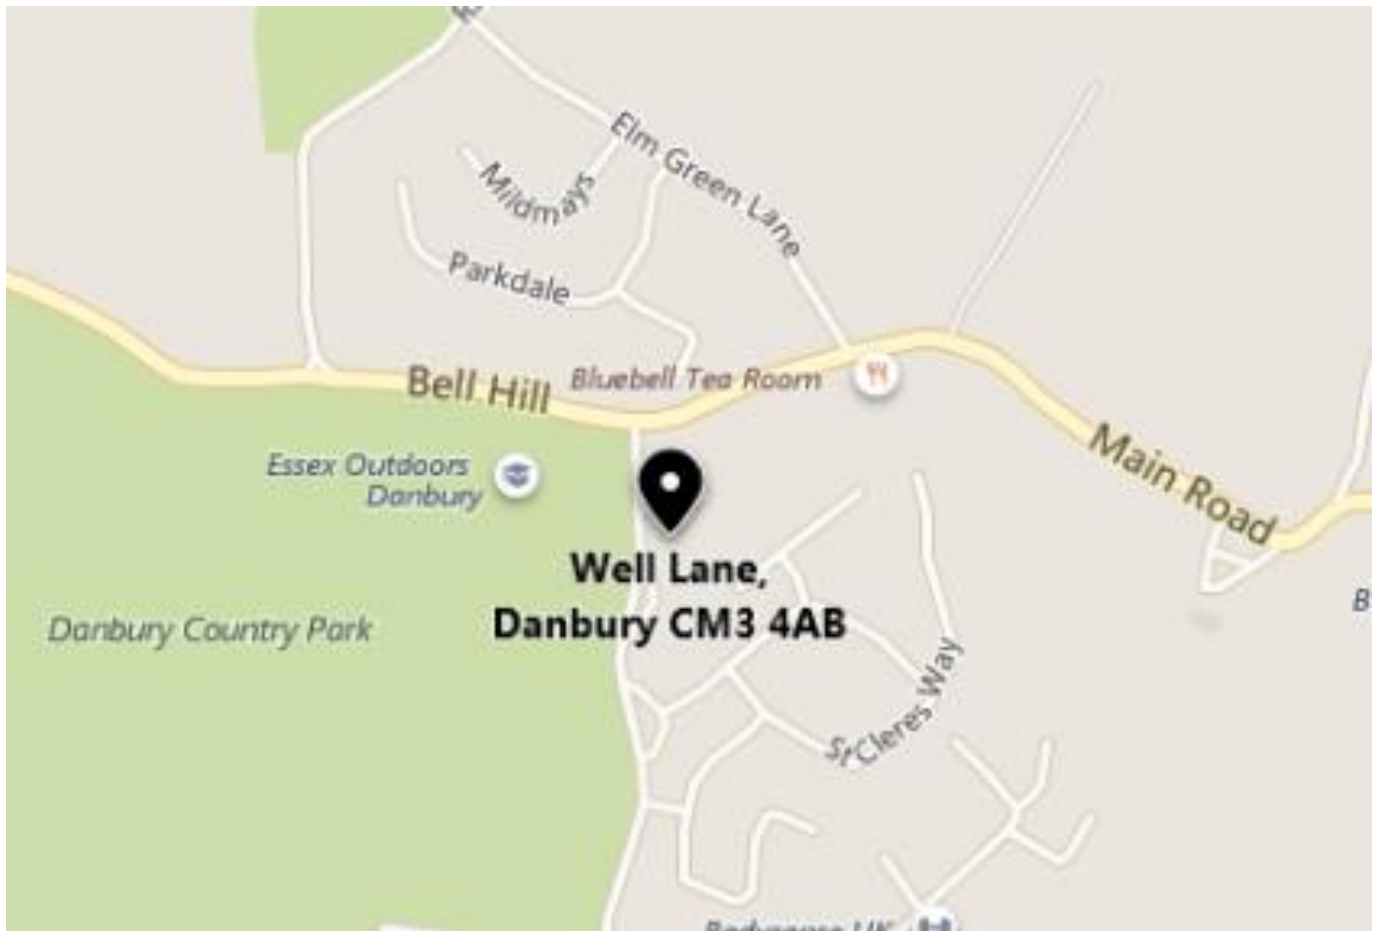 Elm Green Lane
Mildmays
Parkdale
Bell Hill
Bluebell Tea Room
Main Road
Essex Outdoors
Danbury
Well Lane,
Danbury CM3 4AB
Danbury Country Park
B
St Cleres Way